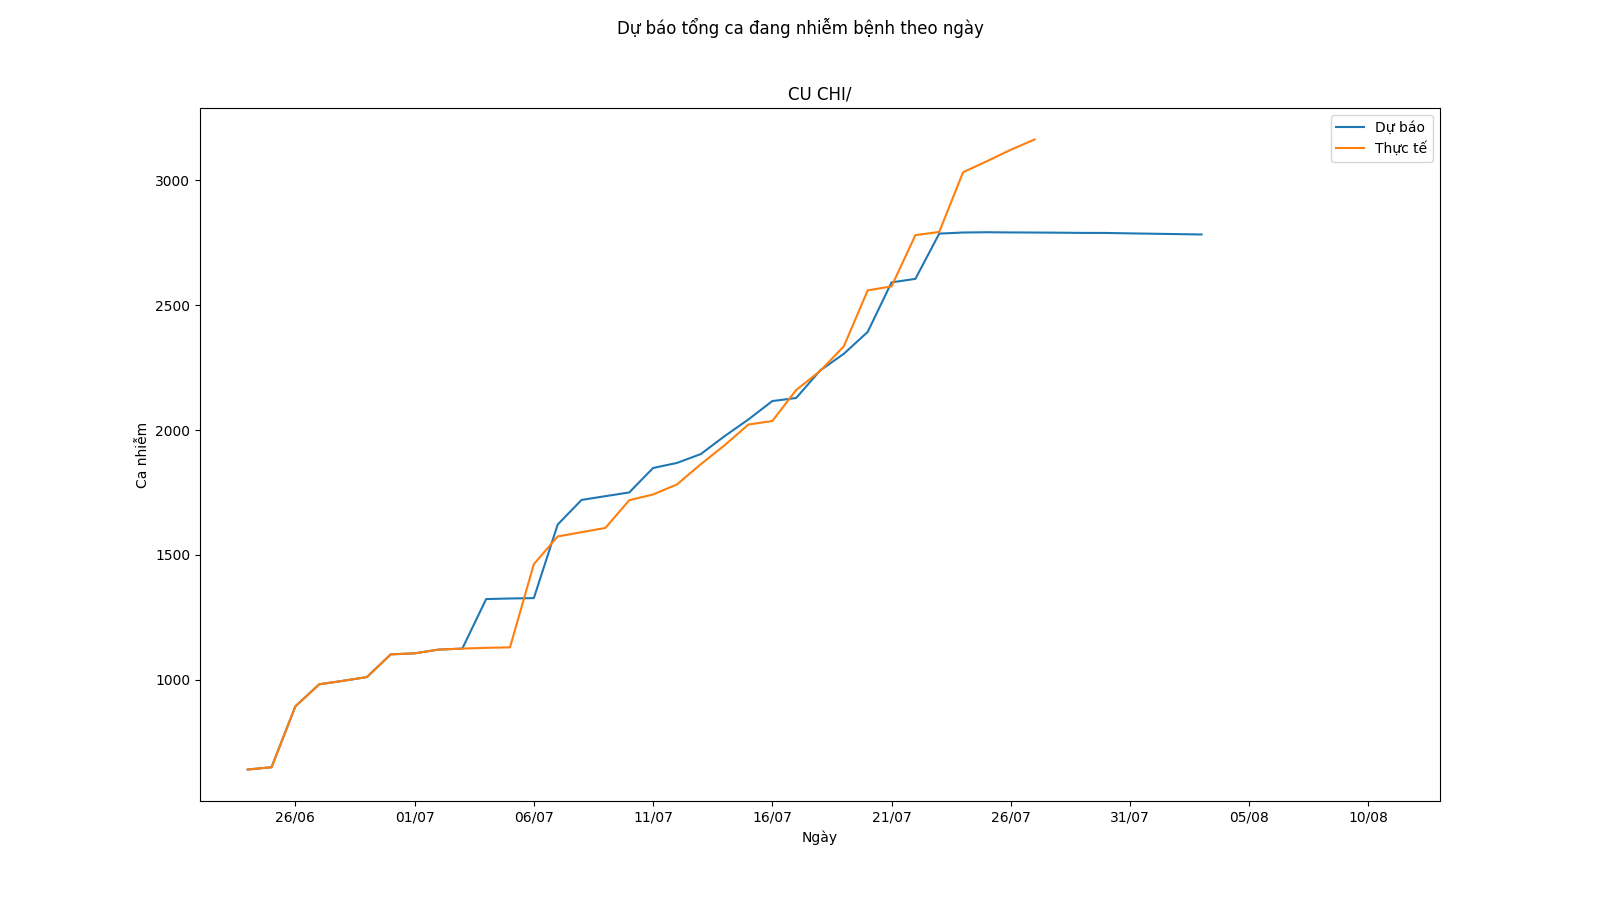 Dự báo tổng ca đang nhiễm bệnh theo ngày
CU CHI/
Dự báo
Thực tế
3000
2500
2000
1500
1000
Ca nhiễm
26/06 01/07 06/07 11/07 16/07 21/07 26/07 31/07 05/08 10/08
Ngày